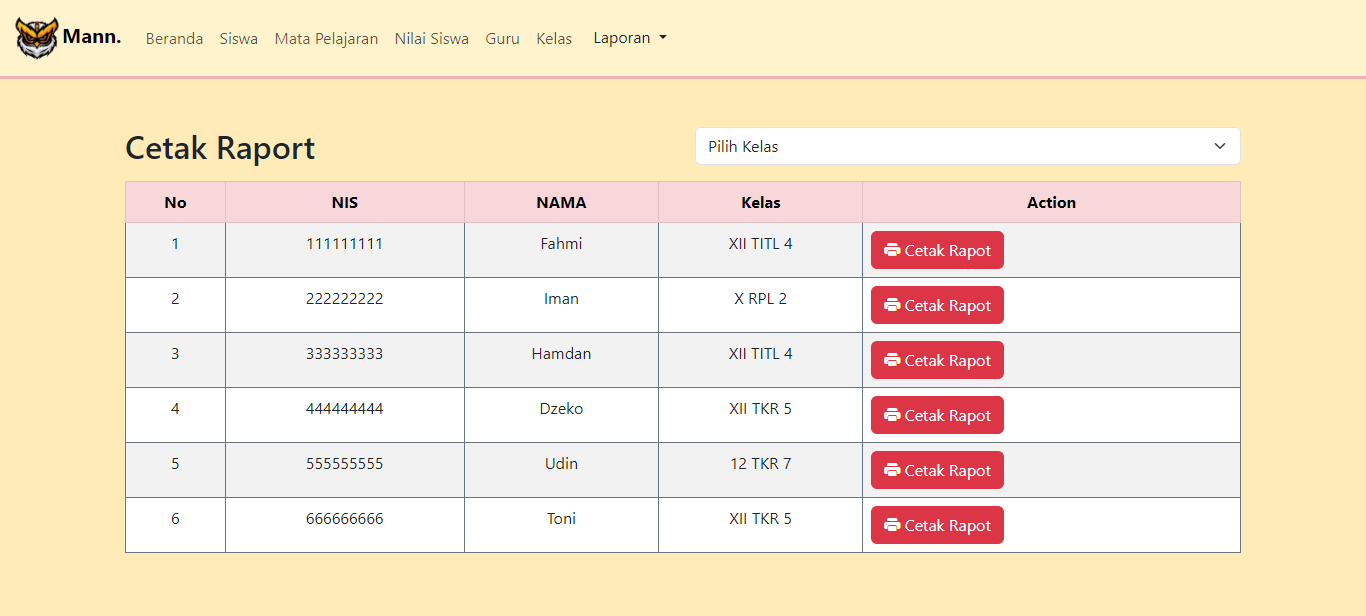 Mann. Beranda Siswa Mata Pelajaran Nilai Siswa Guru Kelas Laporan
Cetak Raport Pilih Kelas
No NIS NAMA Kelas Action
1 111111111 Fahmi XII TITL 4 Cetak Rapot
2 222222222 Iman X RPL 2 Cetak Rapot
3 333333333 Hamdan XII TITL 4 Cetak Rapot
4 444444444 Dzeko XII TKR 5 Cetak Rapot
5 555555555 Udin 12 TKR 7 Cetak Rapot
6 666666666 Toni XII TKR 5 Cetak Rapot